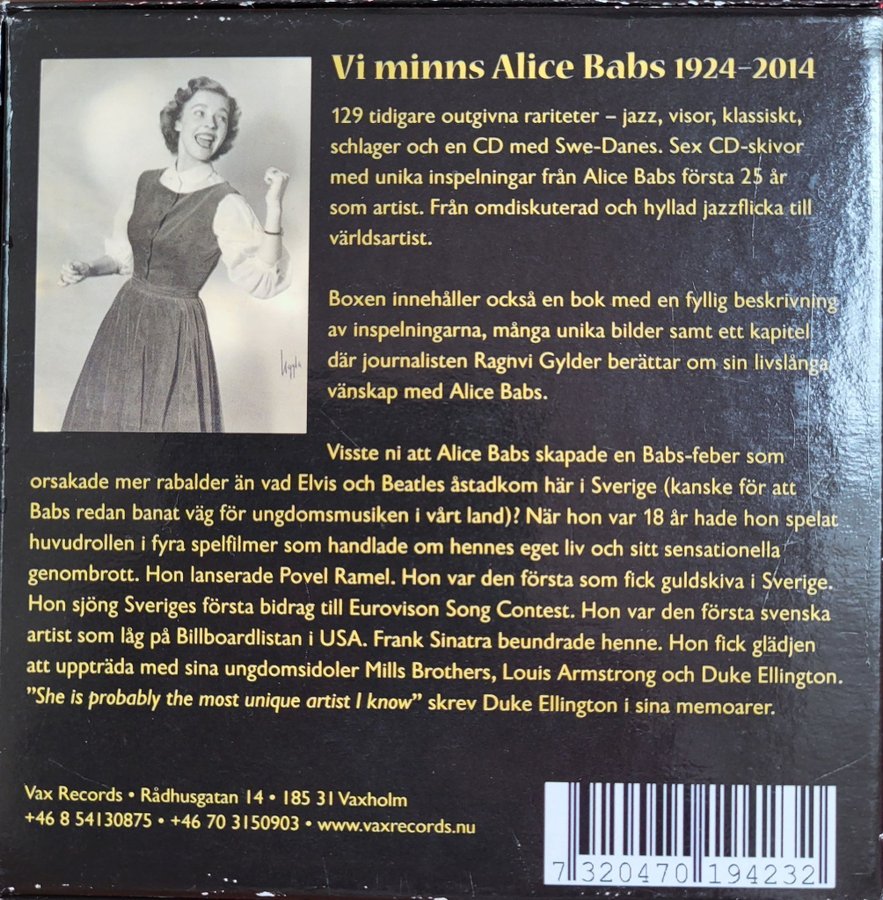 Vi minns Alice Babs 1924–2014
129 tidigare outgivna rariteter – jazz, visor, klassiskt,
schlager och en CD med Swe-Danes. Sex CD-skivor
med unika inspelningar från Alice Babs första 25 år
som artist. Från omdiskuterad och hyllad jazzflicka till
världsartist.
Boxen innehåller också en bok med en fyllig beskrivning
av inspelningarna, många unika bilder samt ett kapitel
där journalisten Ragnvi Gylder berättar om sin livslånga
vänskap med Alice Babs.
Visste ni att Alice Babs skapade en Babs-feber som
orsakade mer rabalder än vad Elvis och Beatles åstadkom här i Sverige (kanske för att
Babs redan banat väg för ungdomsmusiken i vårt land)? När hon var 18 år hade hon spelat
huvudrollen i fyra spelfilmer som handlade om hennes eget liv och sitt sensationella
genombrott. Hon lanserade Povel Ramel. Hon var den första som fick guldskiva i Sverige.
Hon sjöng Sveriges första bidrag till Eurovison Song Contest. Hon var den första svenska
artist som låg på Billboardlistan i USA. Frank Sinatra beundrade henne. Hon fick glädjen
att uppträda med sina ungdomsidoler Mills Brothers, Louis Armstrong och Duke Ellington.
”She is probably the most unique artist I know” skrev Duke Ellington i sina memoarer.
Vax Records • Rådhusgatan 14 • 185 31 Vaxholm
+46 8 54130875 • +46 70 3150903 • www.vaxrecords.nu
7 320470 194232